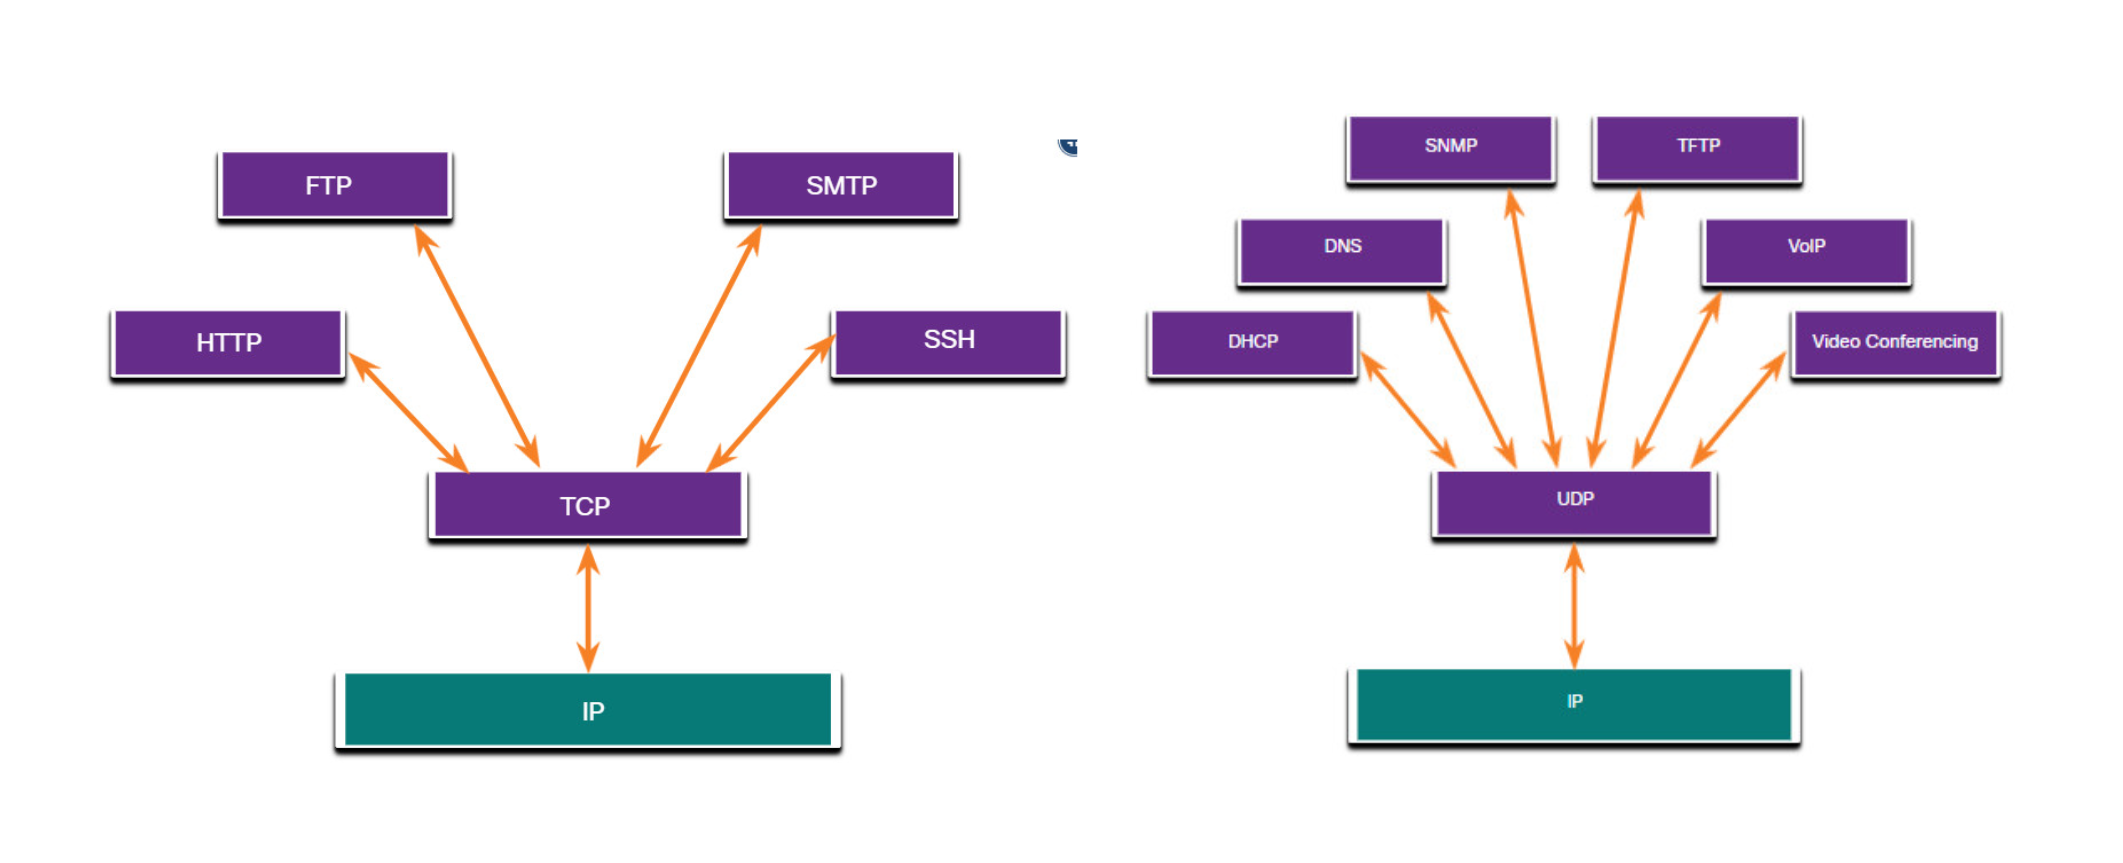 FTP
SMTP
HTTP
SSH
TCP
IP
SNMP
TFTP
DNS
VoIP
DHCP
Video Conferencing
UDP
IP